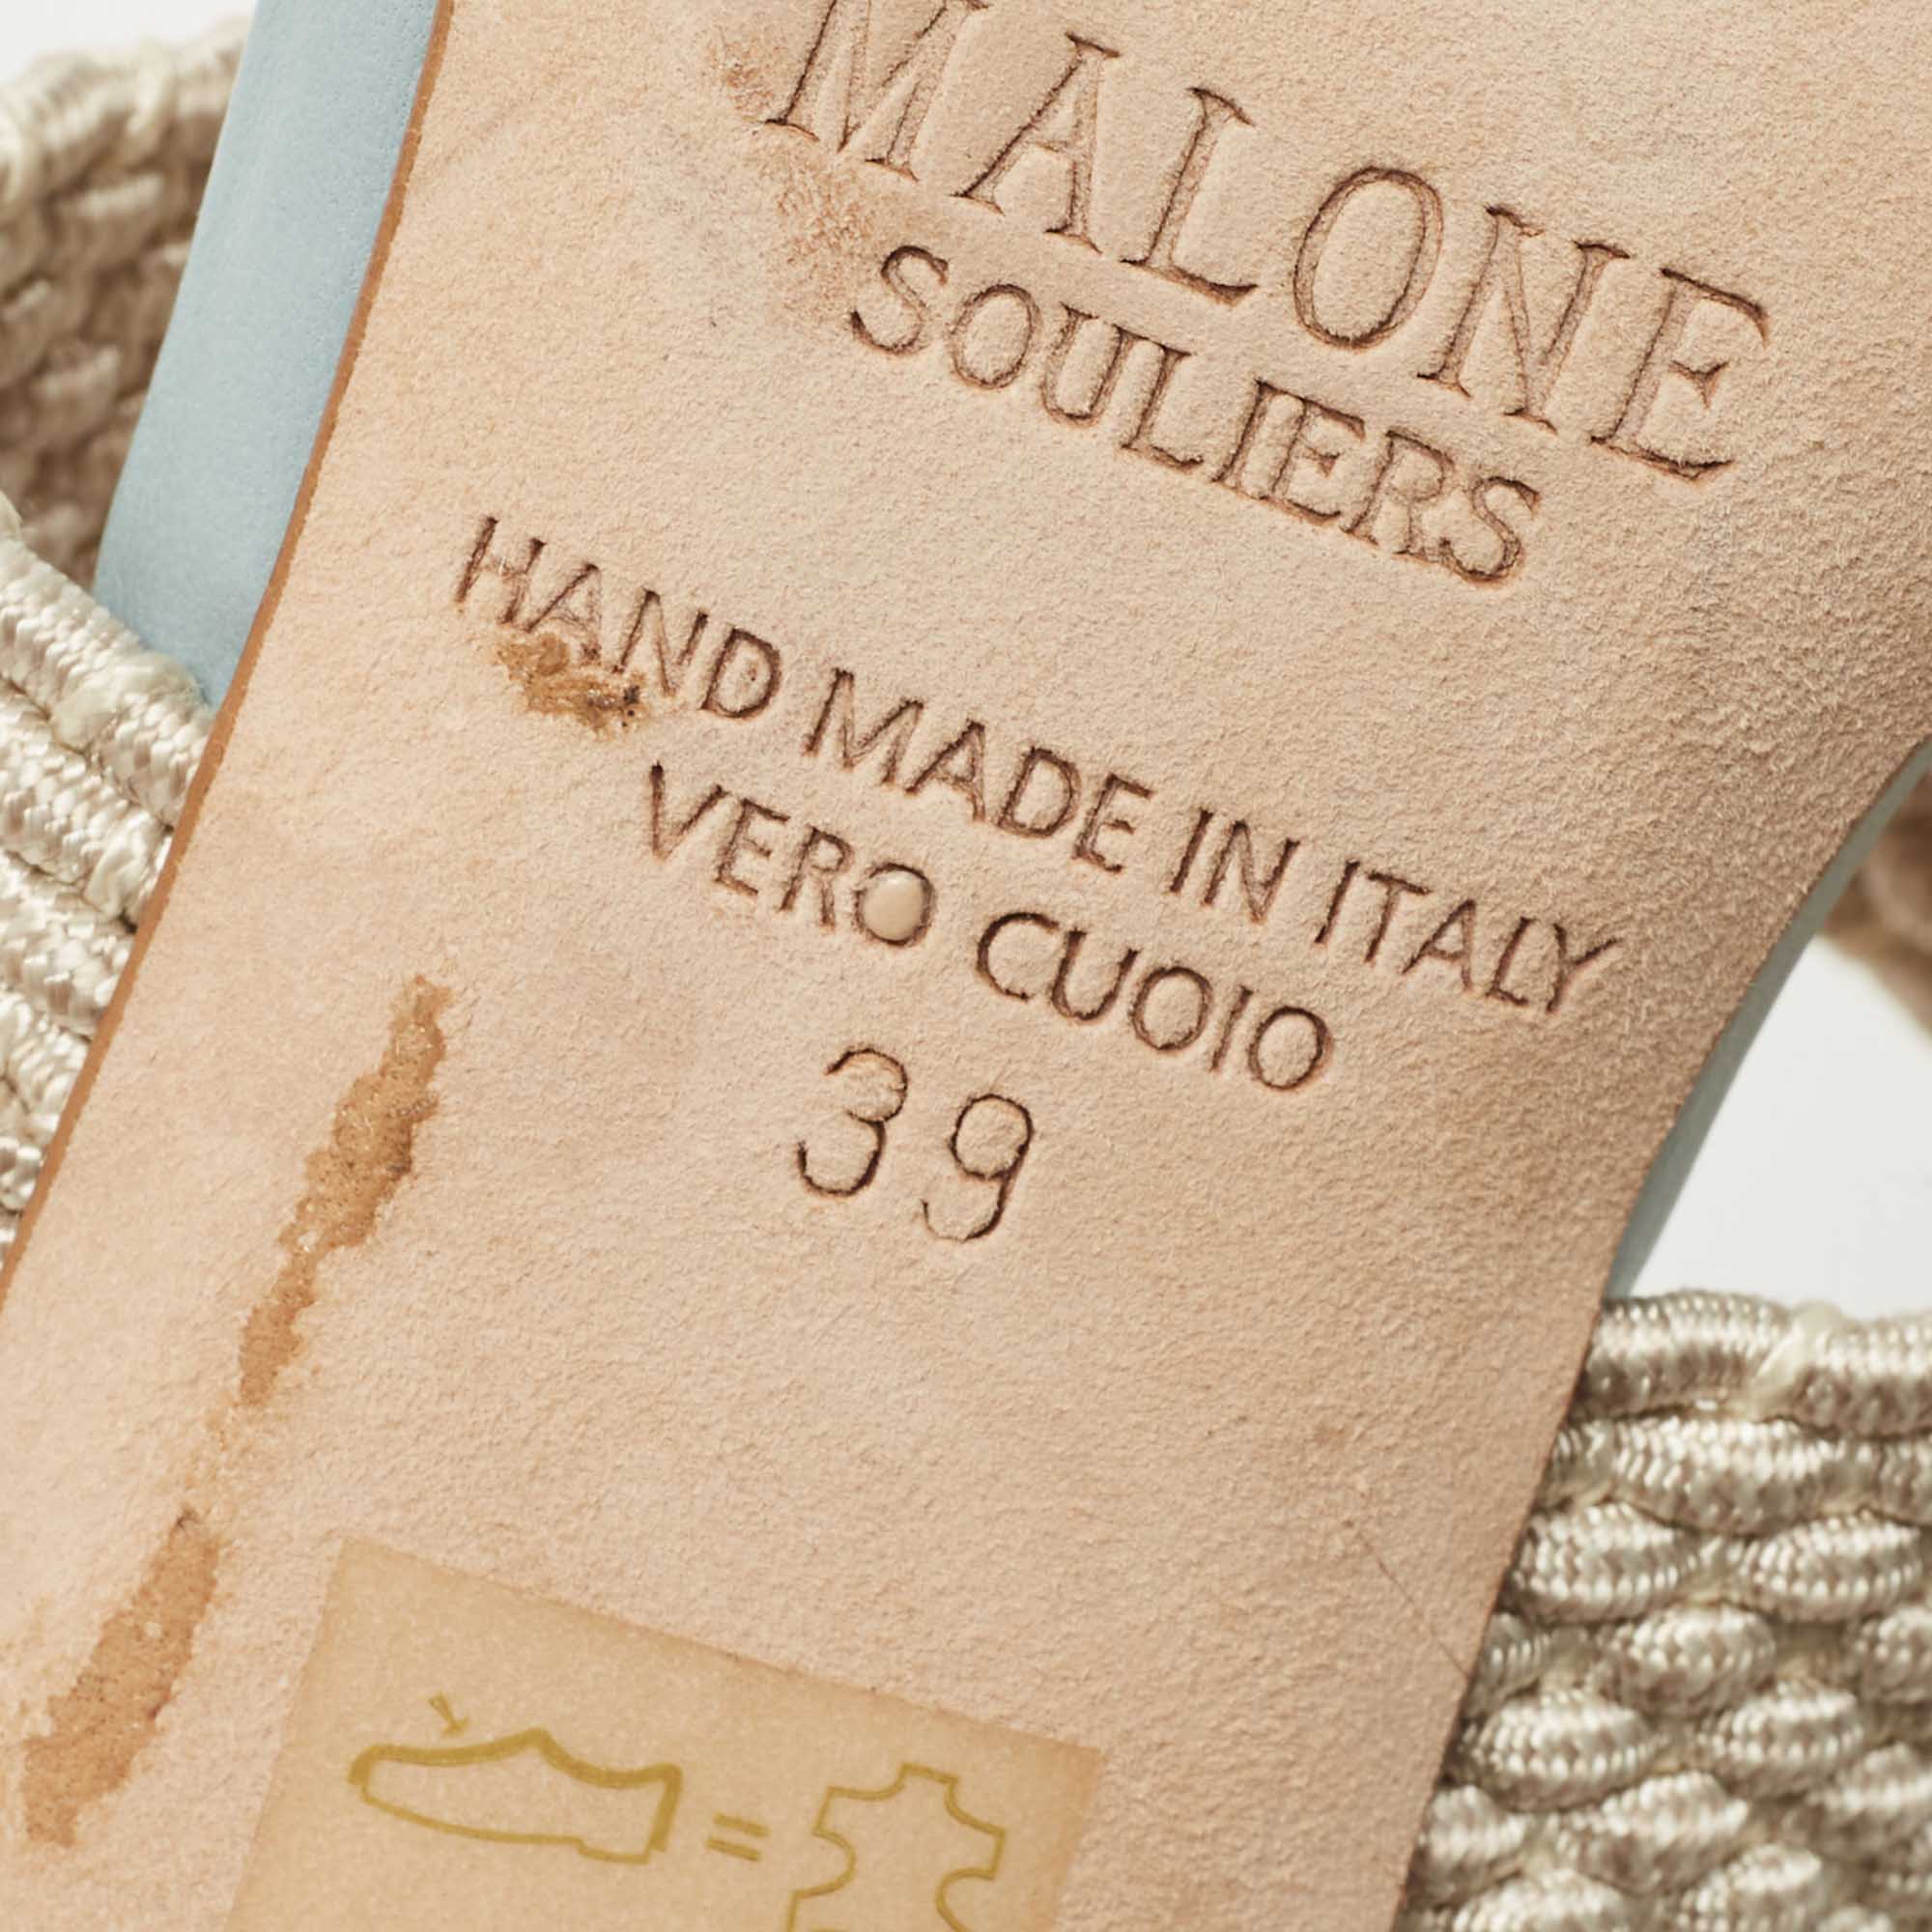 MALONE
SOULIERS
HAND MADE IN ITALY
VERO CUOIO
39